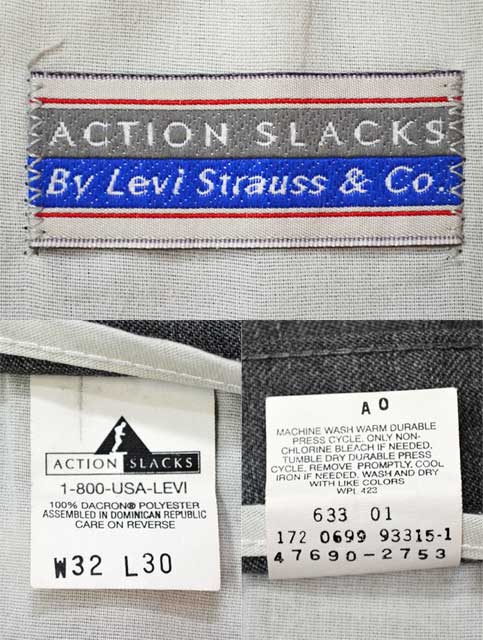 ACTION SLACKS
By Levi Strauss & Co.
ACTION SLACKS
1-800-USA-LEVI
100% DACRON® POLYESTER
ASSEMBLED IN DOMINICAN REPUBLIC
CARE ON REVERSE
W32 L30
A O
MACHINE WASH WARM DURABLE
PRESS CYCLE, ONLY NON-
CHLORINE BLEACH IF NEEDED,
TUMBLE DRY DURABLE PRESS
CYCLE, REMOVE PROMPTLY, COOL
IRON IF NEEDED, WASH AND DRY
WITH LIKE COLORS
WPL 423
633 01
172 0699 93315-1
47690-2753